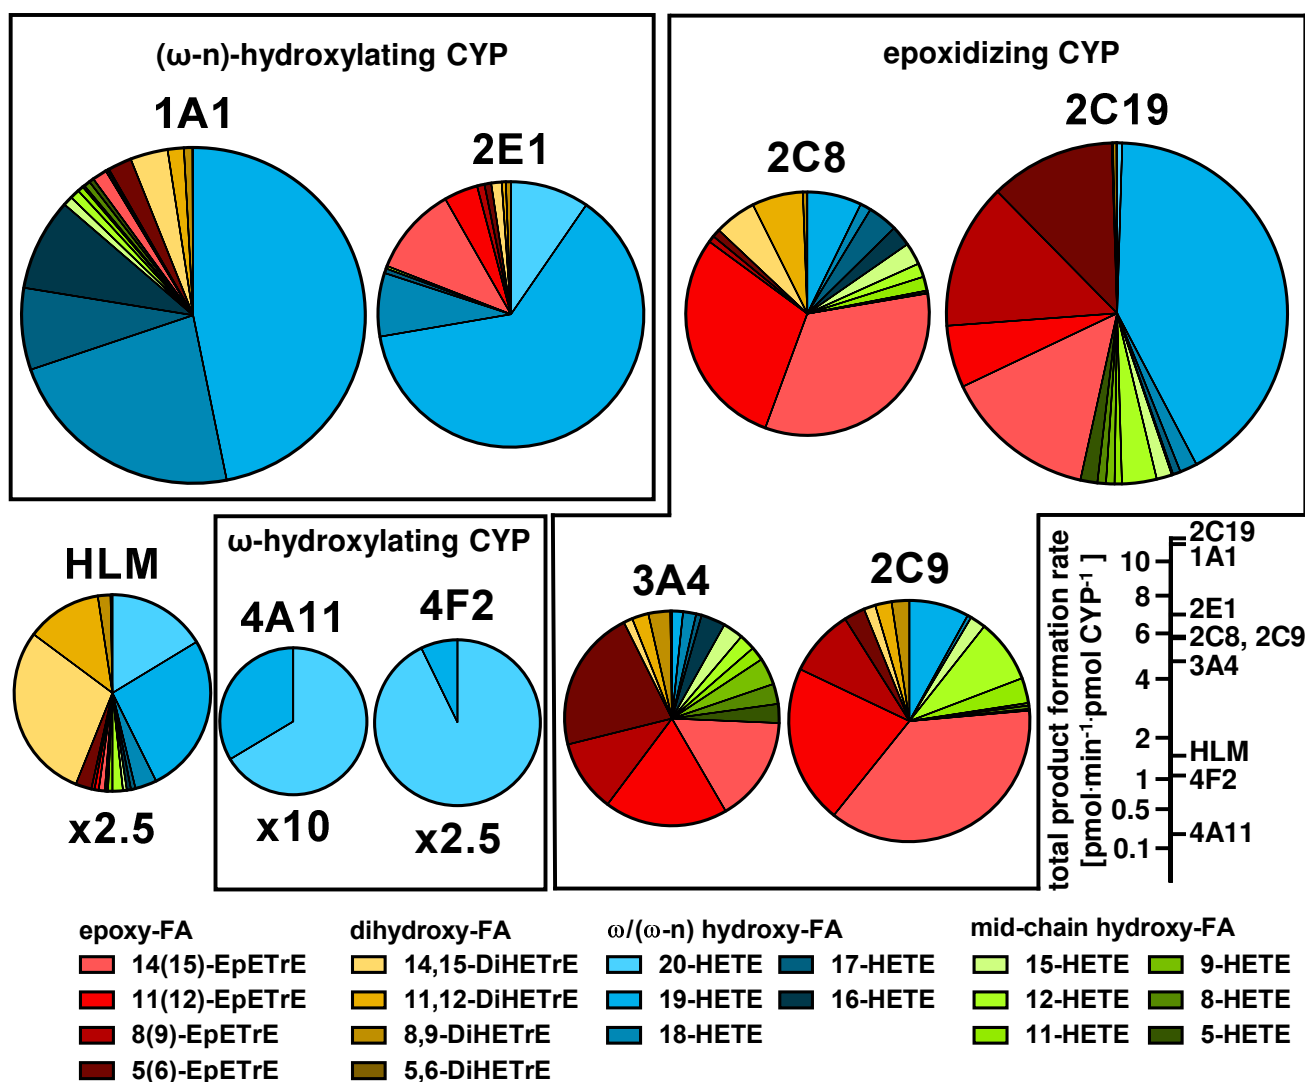 (ω-n)-hydroxylating CYP
1A1
2E1
epoxidizing CYP
2C8
2C19
HLM
x2.5
ω-hydroxylating CYP
4A11
x10
4F2
x2.5
3A4
2C9
total product formation rate
[pmol·min⁻¹·pmol CYP⁻¹ ]
10
8
6
4
2
1
0.5
0.1
2C19
1A1
2E1
2C8, 2C9
3A4
HLM
4F2
4A11
epoxy-FA
14(15)-EpETrE
11(12)-EpETrE
8(9)-EpETrE
5(6)-EpETrE
dihydroxy-FA
14,15-DiHETrE
11,12-DiHETrE
8,9-DiHETrE
5,6-DiHETrE
ω/(ω-n) hydroxy-FA
20-HETE
19-HETE
18-HETE
17-HETE
16-HETE
mid-chain hydroxy-FA
15-HETE
12-HETE
11-HETE
9-HETE
8-HETE
5-HETE